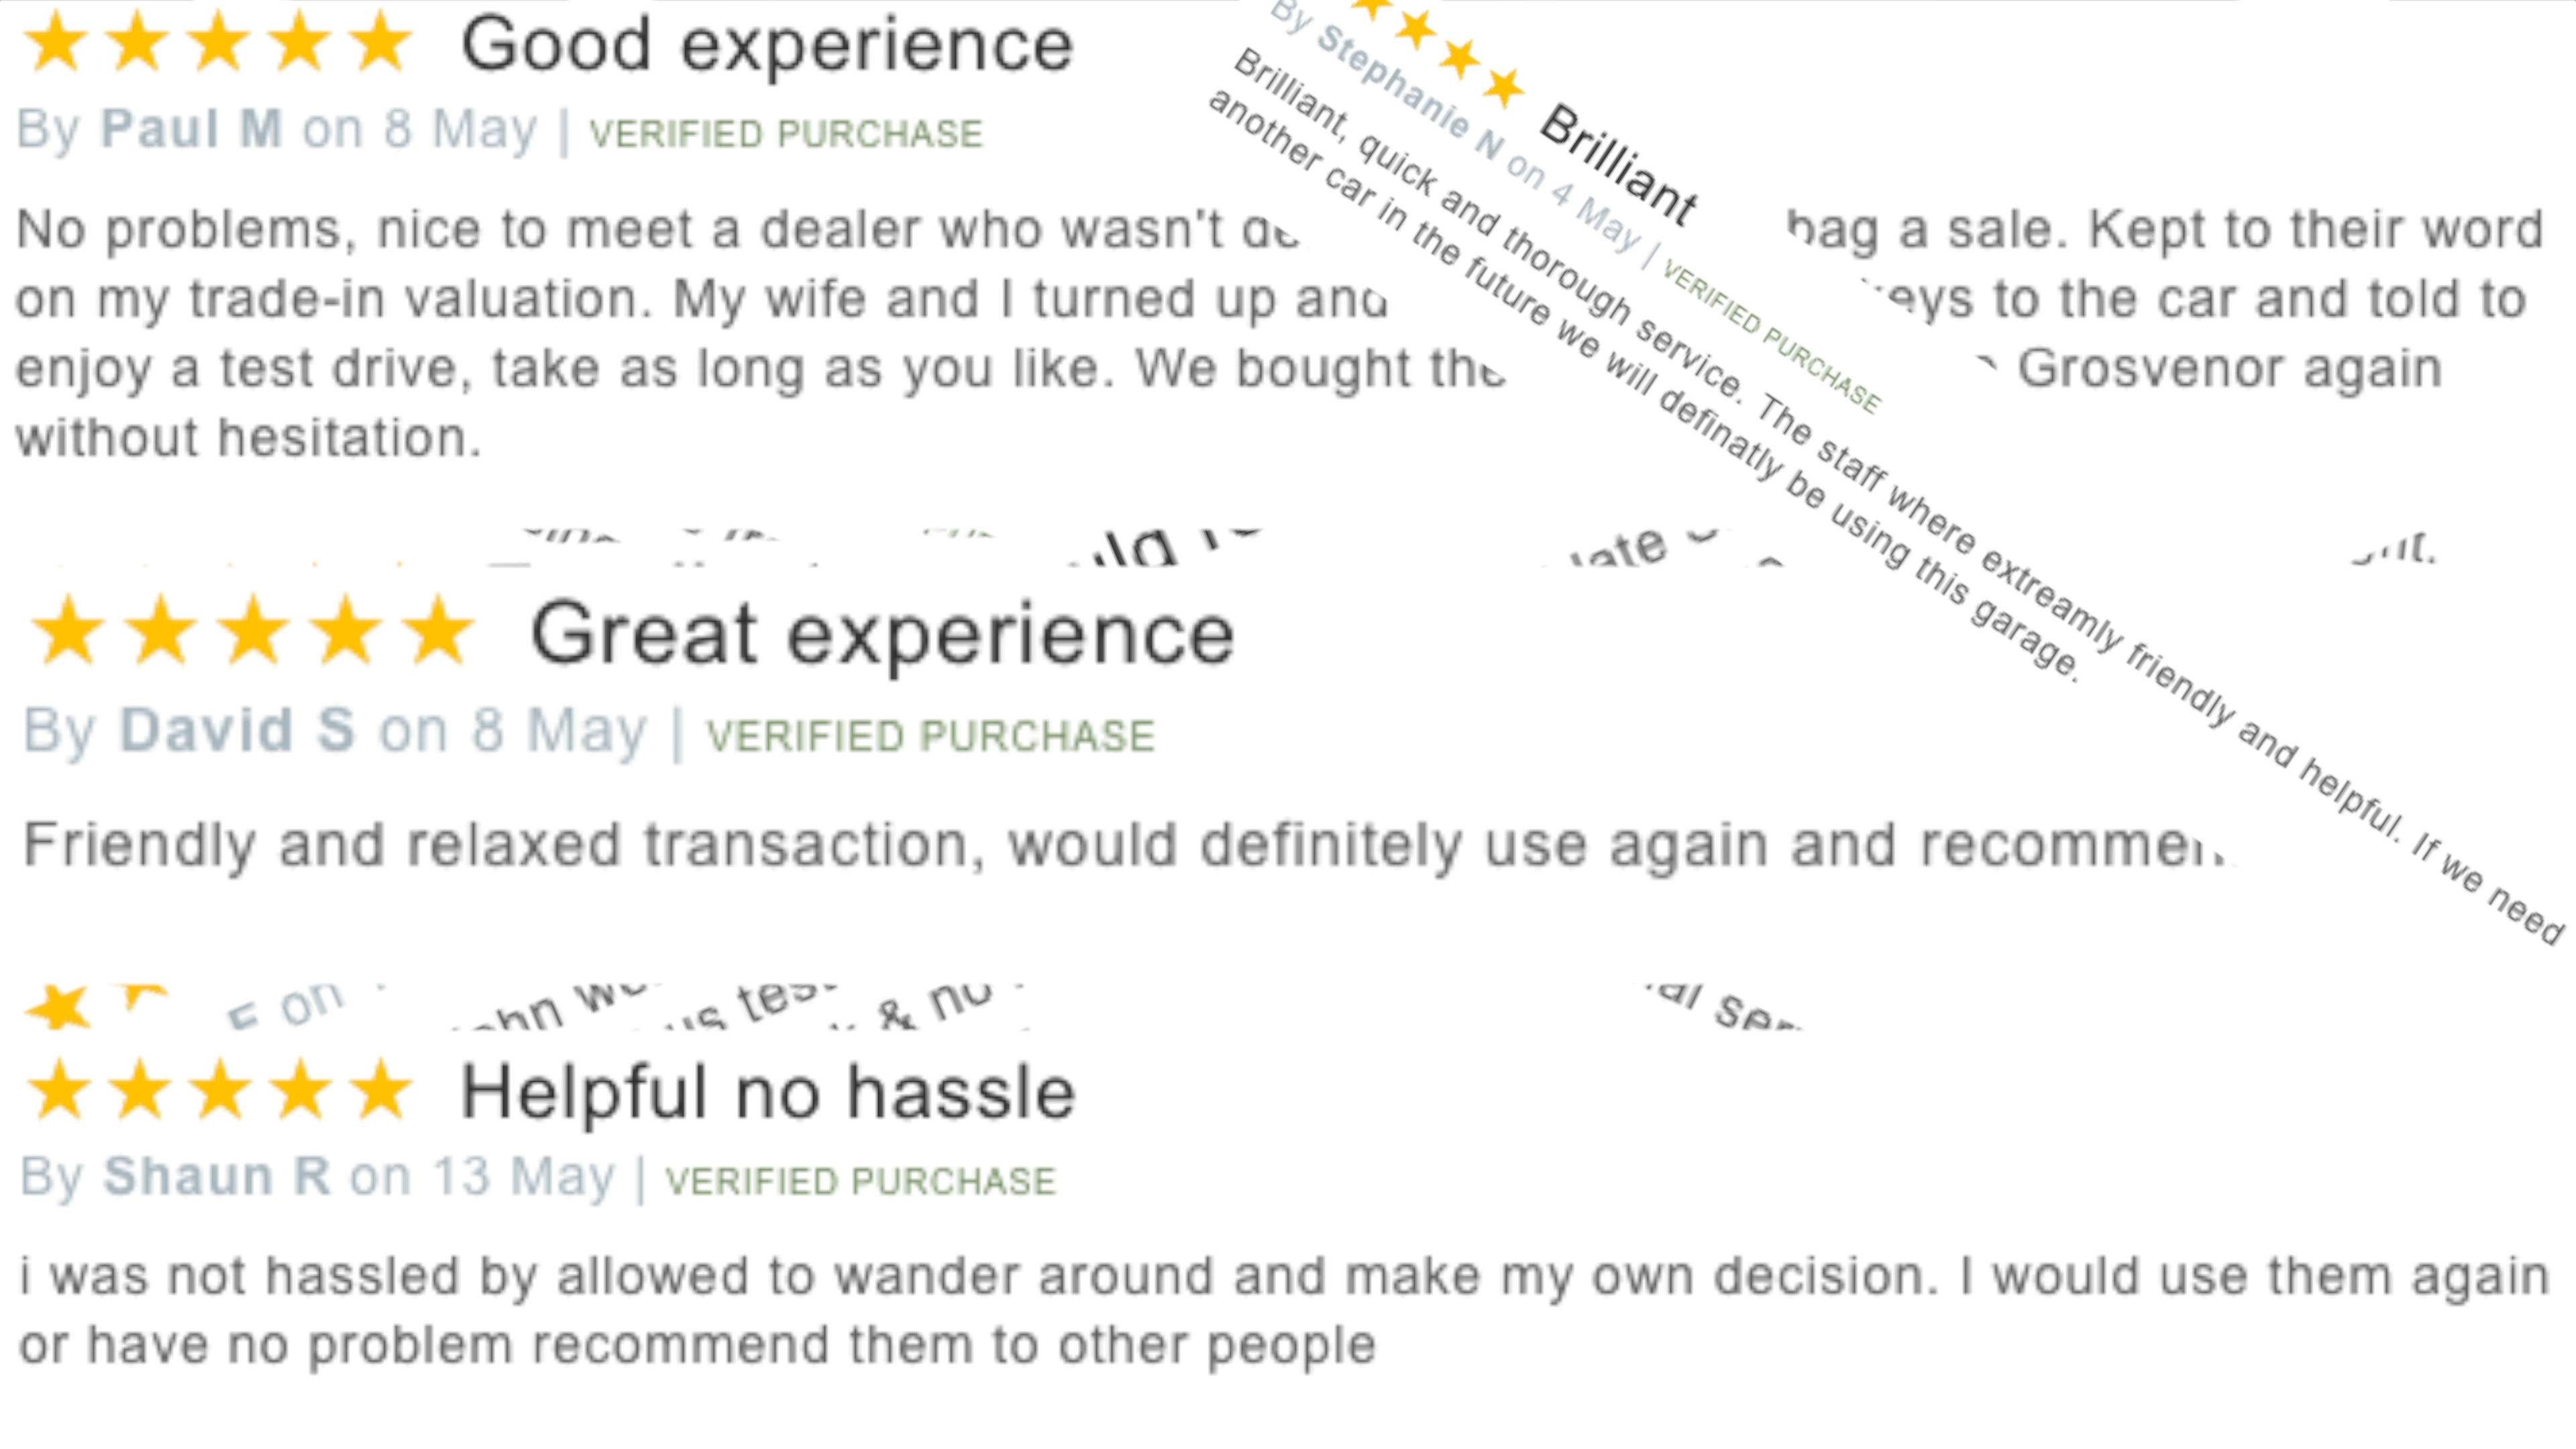 Good experience
By Paul M on 8 May | VERIFIED PURCHASE
No problems, nice to meet a dealer who wasn't bag a sale. Kept to their word
on my trade-in valuation. My wife and I turned up and to the car and told to
enjoy a test drive, take as long as you like. We bought the Grosvenor again
without hesitation.
Brilliant
By Stephanie N on 4 May | VERIFIED PURCHASE
Brilliant, quick and thorough service. The staff where extreamly friendly and helpful. If we need
another car in the future we will definatly be using this garage.
Great experience
By David S on 8 May | VERIFIED PURCHASE
Friendly and relaxed transaction, would definitely use again and
on
&
Helpful no hassle
By Shaun R on 13 May | VERIFIED PURCHASE
i was not hassled by allowed to wander around and make my own decision. I would use them again
or have no problem recommend them to other people